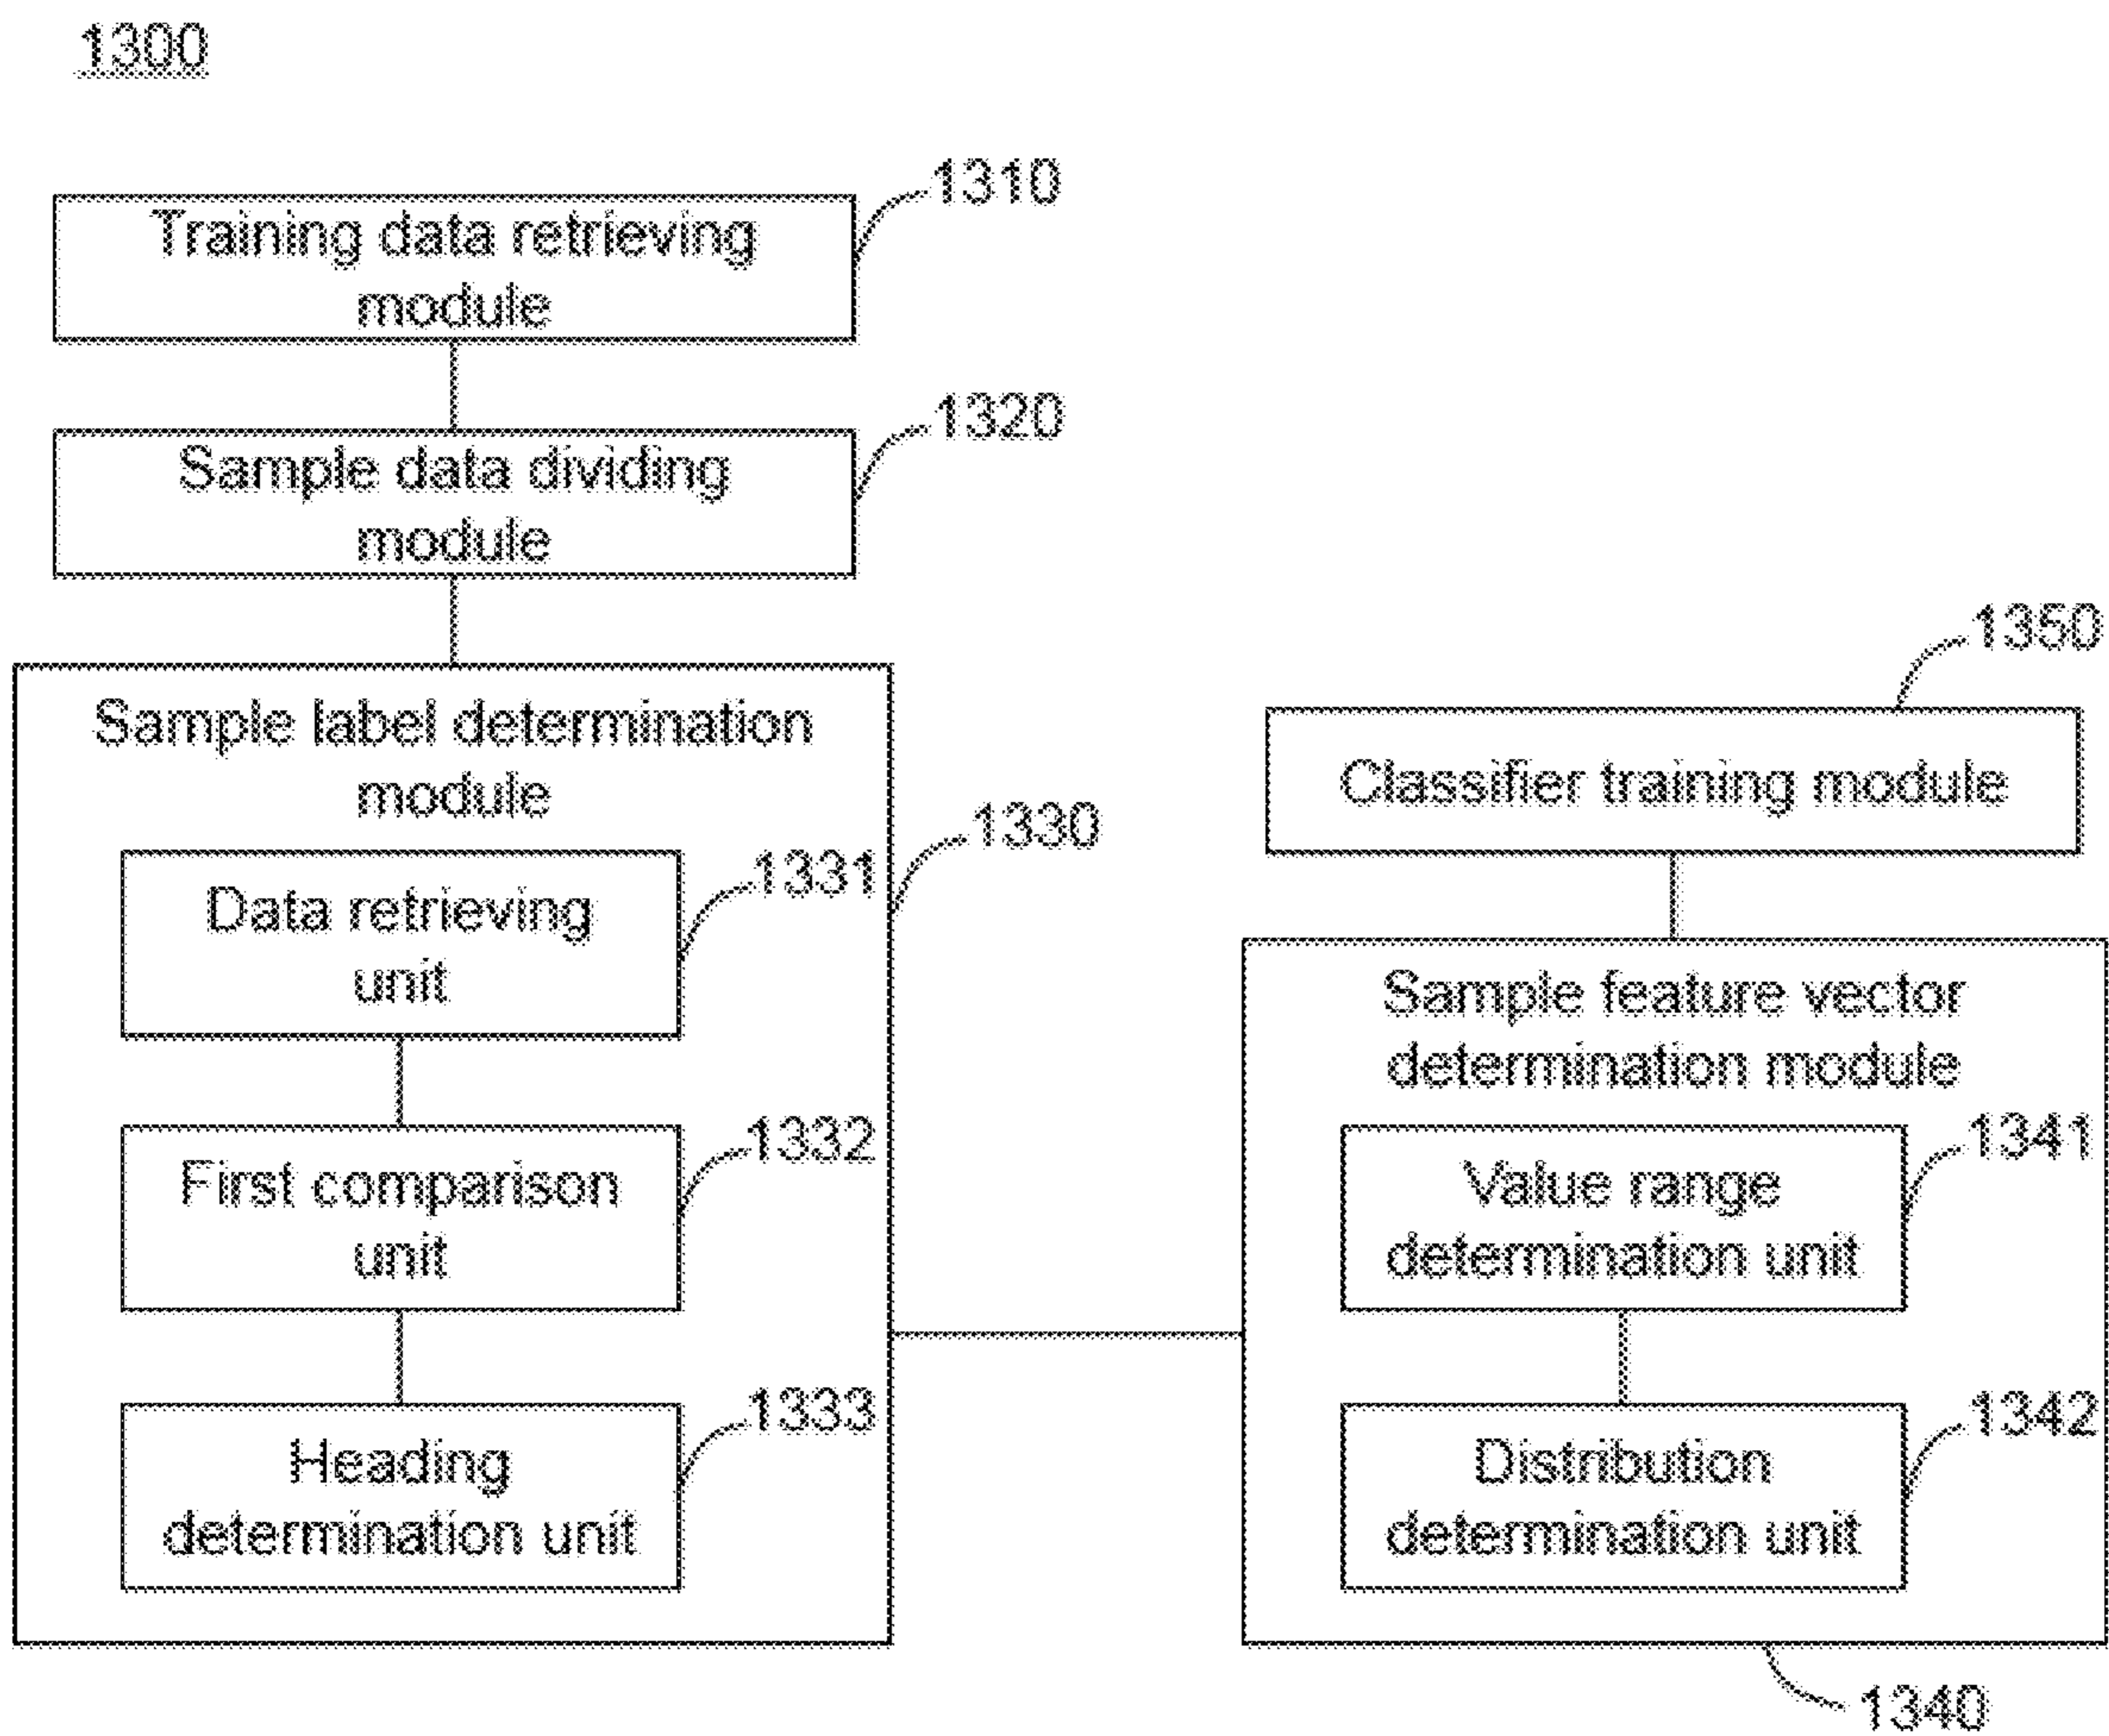 1300
1310
Training data retrieving
module
1320
Sample data dividing
module
Sample label determination
module
1330
1331
Data retrieving
unit
1332
First comparison
unit
1333
Heading
determination unit
1350
Classifier training module
Sample feature vector
determination module
1341
Value range
determination unit
1342
Distribution
determination unit
1340